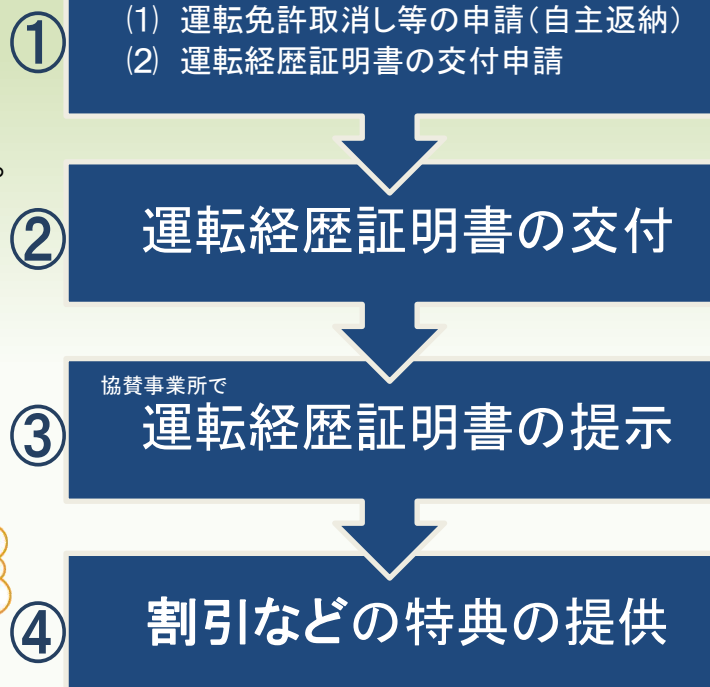 ①
⑴ 運転免許取消し等の申請（自主返納）
⑵ 運転経歴証明書の交付申請
。
②
運転経歴証明書の交付
③
協賛事業所で
運転経歴証明書の提示
④
割引などの特典の提供